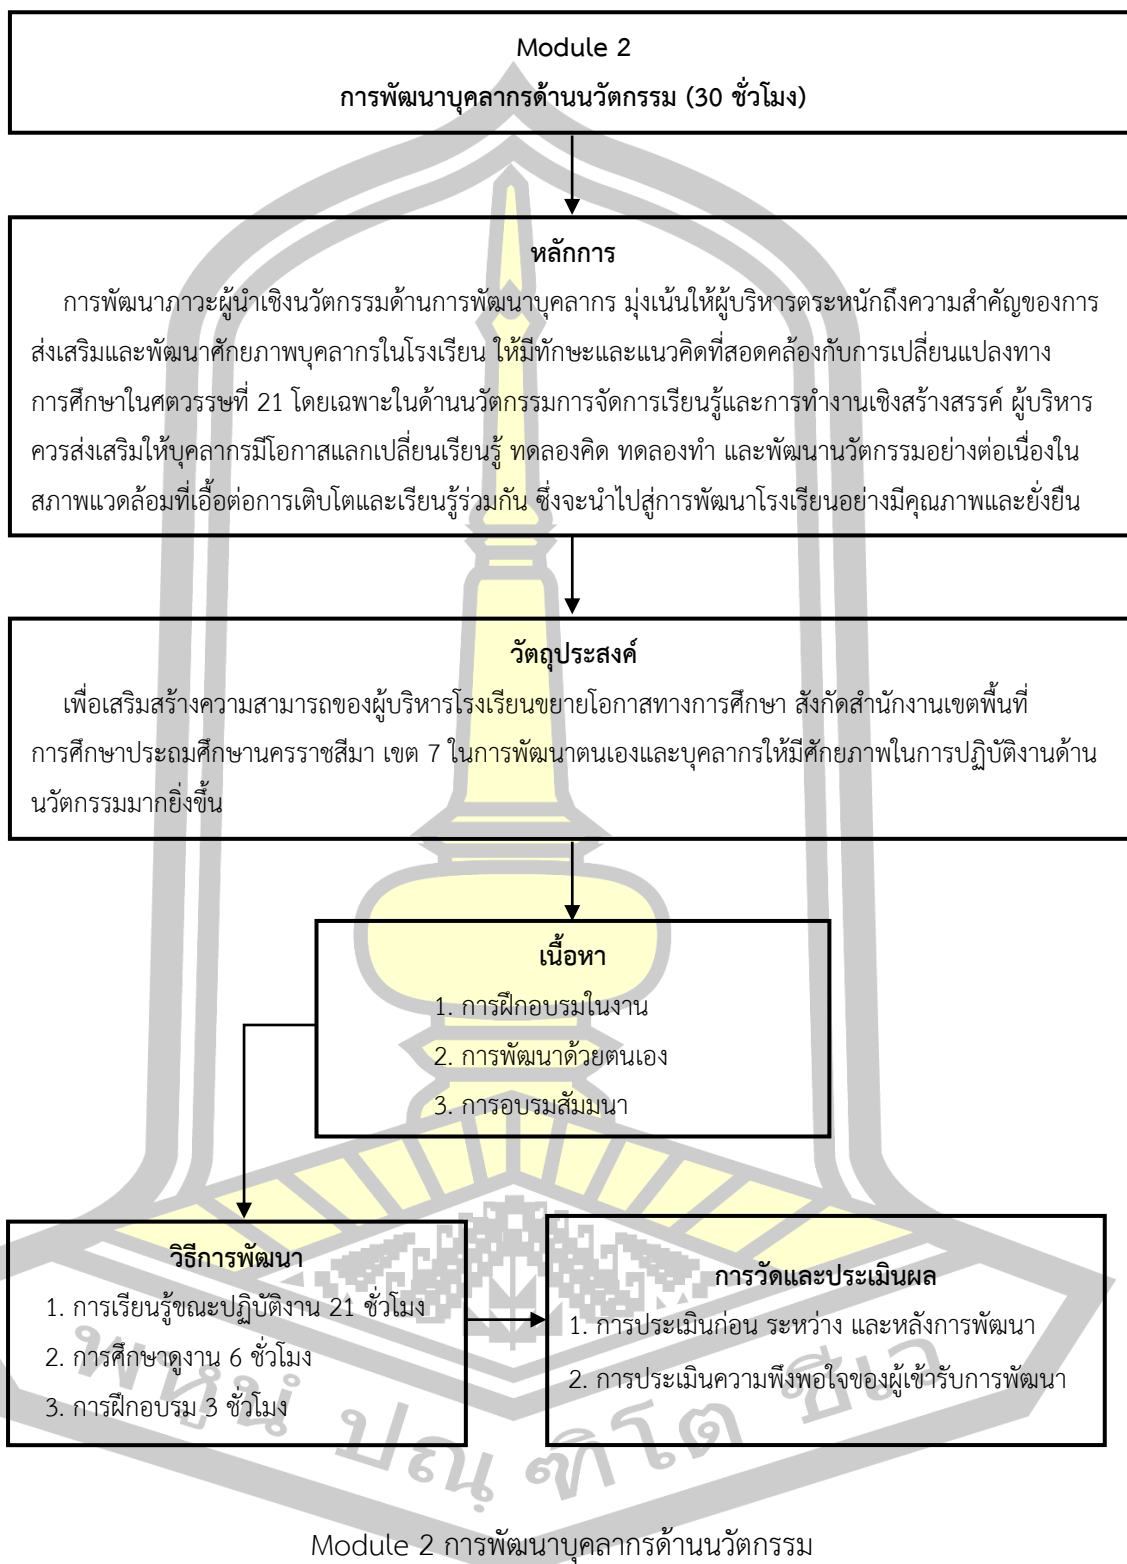 Module 2
การพัฒนาบุคลากรด้านนวัตกรรม (30 ชั่วโมง)
หลักการ
การพัฒนาภาวะผู้นำเชิงนวัตกรรมด้านการพัฒนาบุคลากร มุ่งเน้นให้ผู้บริหารตระหนักถึงความสำคัญของการ
ส่งเสริมและพัฒนาศักยภาพบุคลากรในโรงเรียน ให้มีทักษะและแนวคิดที่สอดคล้องกับการเปลี่ยนแปลงทาง
การศึกษาในศตวรรษที่ 21 โดยเฉพาะในด้านนวัตกรรมการจัดการเรียนรู้และการทำงานเชิงสร้างสรรค์ ผู้บริหาร
ควรส่งเสริมให้บุคลากรมีโอกาสแลกเปลี่ยนเรียนรู้ ทดลองคิด ทดลองทำ และพัฒนานวัตกรรมอย่างต่อเนื่องใน
สภาพแวดล้อมที่เอื้อต่อการเติบโตและเรียนรู้ร่วมกัน ซึ่งจะนำไปสู่การพัฒนาโรงเรียนอย่างมีคุณภาพและยั่งยืน
วัตถุประสงค์
เพื่อเสริมสร้างความสามารถของผู้บริหารโรงเรียนขยายโอกาสทางการศึกษา สังกัดสำนักงานเขตพื้นที่
การศึกษาประถมศึกษานครราชสีมา เขต 7 ในการพัฒนาตนเองและบุคลากรให้มีศักยภาพในการปฏิบัติงานด้าน
นวัตกรรมมากยิ่งขึ้น
เนื้อหา
1. การฝึกอบรมในงาน
2. การพัฒนาด้วยตนเอง
3. การอบรมสัมมนา
วิธีการพัฒนา
1. การเรียนรู้ขณะปฏิบัติงาน 21 ชั่วโมง
2. การศึกษาดูงาน 6 ชั่วโมง
3. การฝึกอบรม 3 ชั่วโมง
การวัดและประเมินผล
1. การประเมินก่อน ระหว่าง และหลังการพัฒนา
2. การประเมินความพึงพอใจของผู้เข้ารับการพัฒนา
พหุนํ ปณฺฑิโต ชีเว
Module 2 การพัฒนาบุคลากรด้านนวัตกรรม